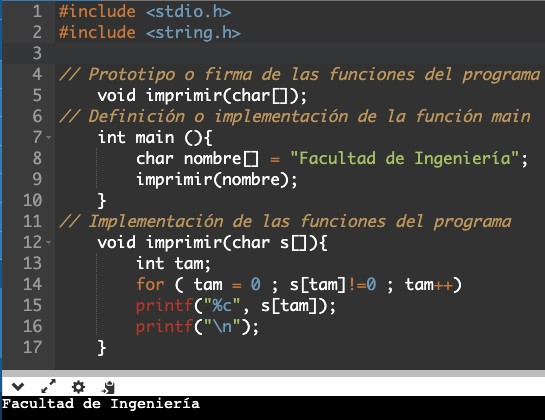 1 #include <stdio.h>
2 #include <string.h>
3
4 // Prototipo o firma de las funciones del programa
5 void imprimir(char[]);
6 // Definición o implementación de la función main
7 int main (){
8 char nombre[] = "Facultad de Ingeniería";
9 imprimir(nombre);
10 }
11 // Implementación de las funciones del programa
12 void imprimir(char s[]){
13 int tam;
14 for ( tam = 0 ; s[tam]!=0 ; tam++)
15 printf("%c", s[tam]);
16 printf("\n");
17 }
Facultad de Ingeniería